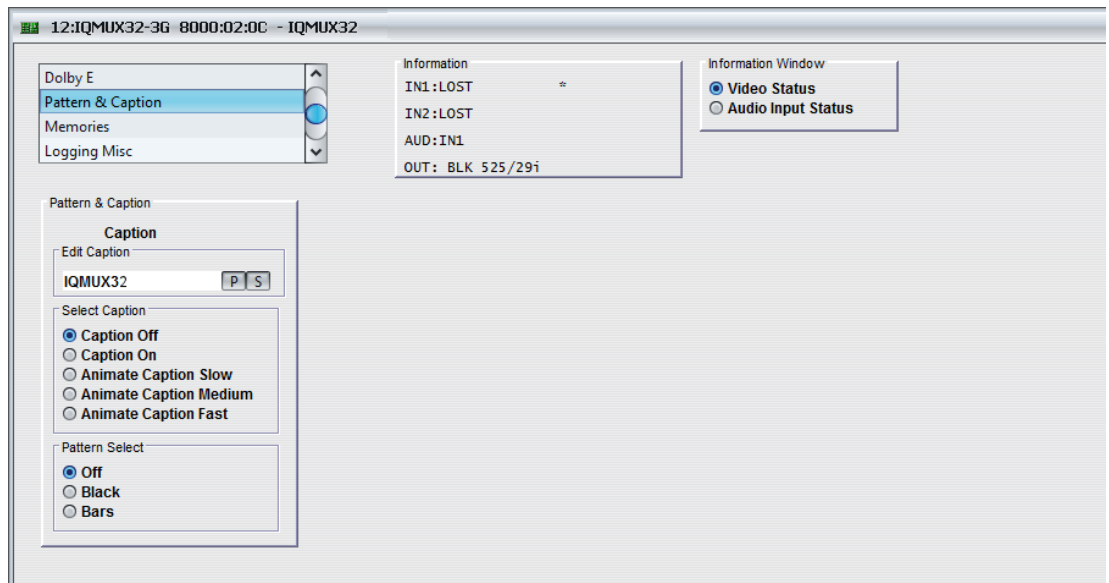 12:IQMUX32-3G 8000:02:0C - IQMUX32
Dolby E
Pattern & Caption
Memories
Logging Misc
Information
IN1:LOST *
IN2:LOST
AUD:IN1
OUT: BLK 525/29i
Information Window
Video Status
Audio Input Status
Pattern & Caption
Caption
Edit Caption
IQMUX32 P S
Select Caption
Caption Off
Caption On
Animate Caption Slow
Animate Caption Medium
Animate Caption Fast
Pattern Select
Off
Black
Bars